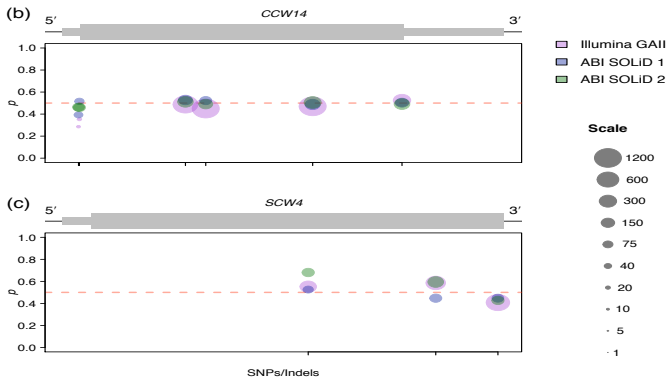 (b)
CCW14
5′ 3′
1.0
0.8
0.6
p
0.4
0.2
0.0
Illumina GAII
ABI SOLiD 1
ABI SOLiD 2
Scale
1200
600
300
150
75
40
20
10
5
1
(c)
SCW4
5′ 3′
1.0
0.8
0.6
p
0.4
0.2
0.0
SNPs/Indels